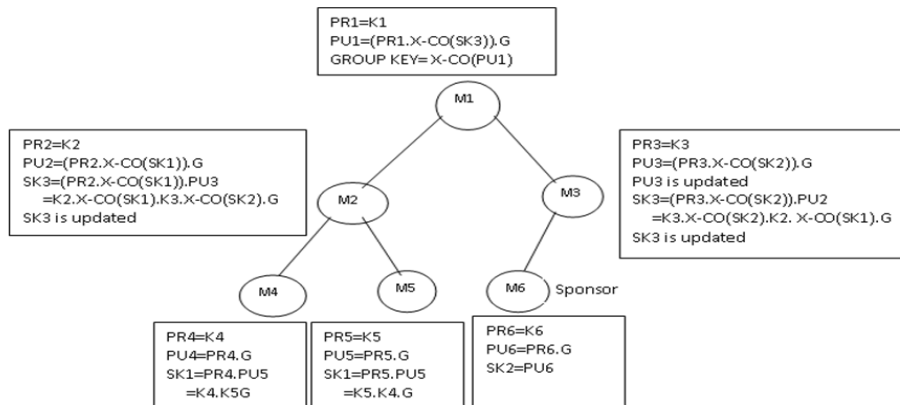 PR1=K1
PU1=(PR1.X-CO(SK3)).G
GROUP KEY= X-CO(PU1)
M1
PR2=K2
PU2=(PR2.X-CO(SK1)).G
SK3=(PR2.X-CO(SK1)).PU3
=K2.X-CO(SK1).K3.X-CO(SK2).G
SK3 is updated
PR3=K3
PU3=(PR3.X-CO(SK2)).G
PU3 is updated
SK3=(PR3.X-CO(SK2)).PU2
=K3.X-CO(SK2).K2. X-CO(SK1).G
SK3 is updated
M2
M3
M4
M5
M6
Sponsor
PR4=K4
PU4=PR4.G
SK1=PR4.PU5
=K4.K5G
PR5=K5
PU5=PR5.G
SK1=PR5.PU5
=K5.K4.G
PR6=K6
PU6=PR6.G
SK2=PU6